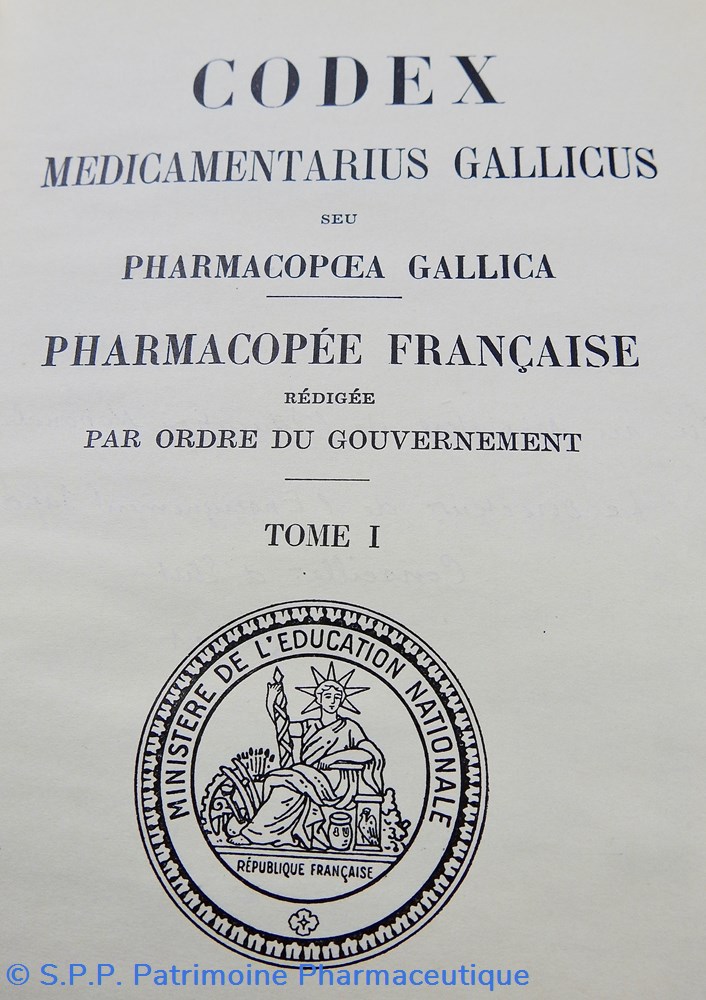 CODEX
MEDICAMENTARIUS GALLICUS
SEU
PHARMACOPŒA GALLICA
PHARMACOPÉE FRANÇAISE
RÉDIGÉE
PAR ORDRE DU GOUVERNEMENT
TOME I
MINISTERE DE L'EDUCATION NATIONALE
RÉPUBLIQUE FRANÇAISE
© S.P.P. Patrimoine Pharmaceutique